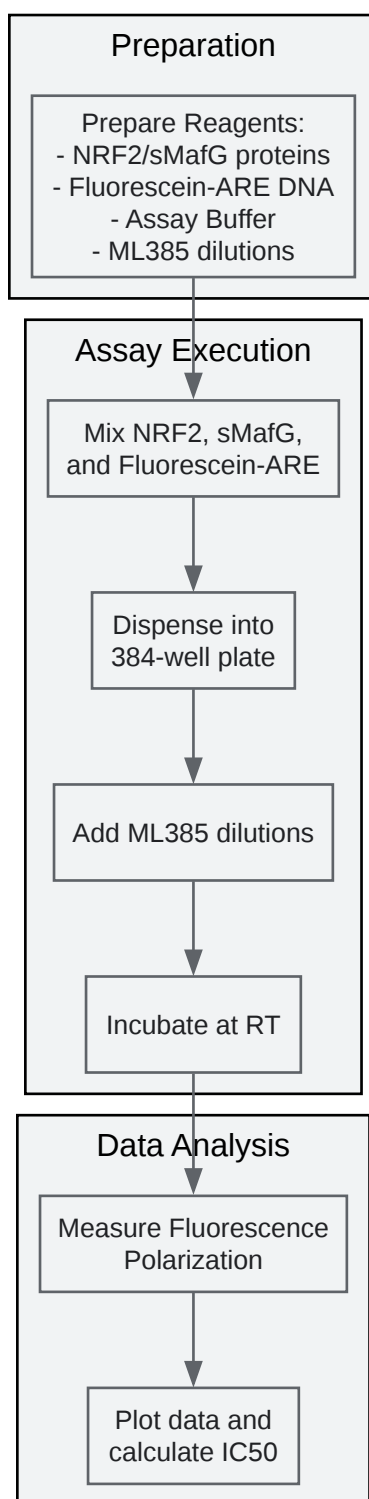 Preparation
Prepare Reagents:
- NRF2/sMafG proteins
- Fluorescein-ARE DNA
- Assay Buffer
- ML385 dilutions
Assay Execution
Mix NRF2, sMafG,
and Fluorescein-ARE
Dispense into
384-well plate
Add ML385 dilutions
Incubate at RT
Data Analysis
Measure Fluorescence
Polarization
Plot data and
calculate IC50